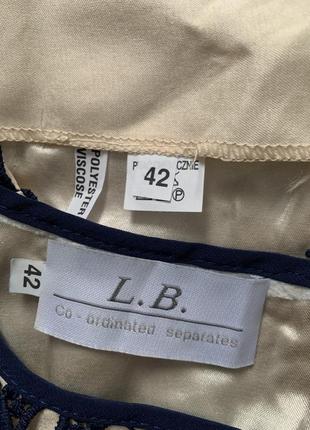 POLYESTER
VISCOSE
42
P
42
L.B.
Co - ordinated separates